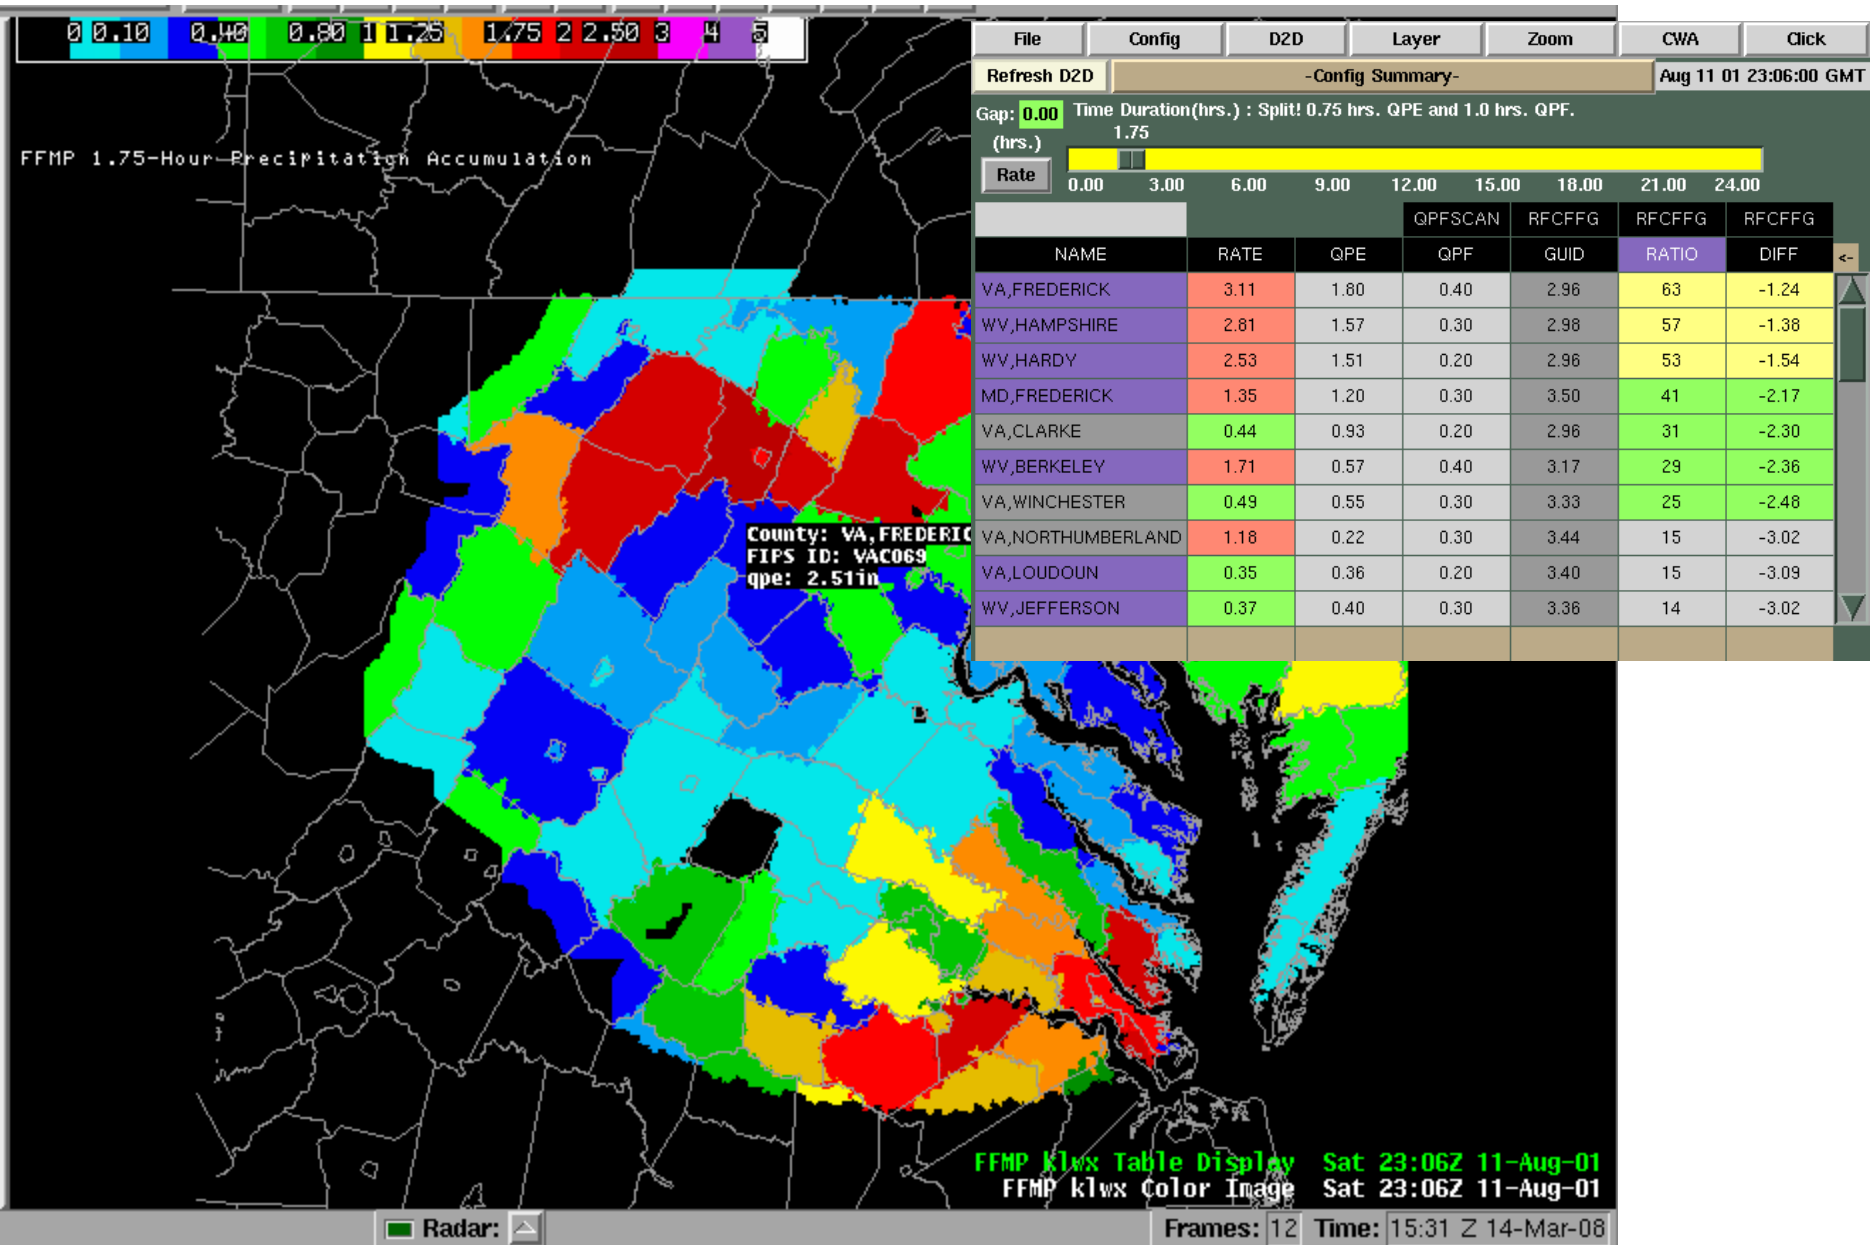 0 0.10 0.40 0.80 1 1.25 1.75 2 2.50 3 4 5
FFMP 1.75-Hour Precipitation Accumulation
File Config D2D Layer Zoom CWA Click
Refresh D2D -Config Summary- Aug 11 01 23:06:00 GMT
Gap: 0.00 Time Duration(hrs.) : Split! 0.75 hrs. QPE and 1.0 hrs. QPF.
(hrs.) 1.75
Rate
0.00 3.00 6.00 9.00 12.00 15.00 18.00 21.00 24.00
QPFSCAN RFCFFG RFCFFG RFCFFG
NAME RATE QPE QPF GUID RATIO DIFF <-
VA,FREDERICK 3.11 1.80 0.40 2.96 63 -1.24
WV,HAMPSHIRE 2.81 1.57 0.30 2.98 57 -1.38
WV,HARDY 2.53 1.51 0.20 2.96 53 -1.54
MD,FREDERICK 1.35 1.20 0.30 3.50 41 -2.17
VA,CLARKE 0.44 0.93 0.20 2.96 31 -2.30
WV,BERKELEY 1.71 0.57 0.40 3.17 29 -2.36
VA,WINCHESTER 0.49 0.55 0.30 3.33 25 -2.48
VA,NORTHUMBERLAND 1.18 0.22 0.30 3.44 15 -3.02
VA,LOUDOUN 0.35 0.36 0.20 3.40 15 -3.09
WV,JEFFERSON 0.37 0.40 0.30 3.36 14 -3.02
County: VA,FREDERIC
FIPS ID: VAC069
qpe: 2.51in
FFMP klwx Table Display Sat 23:06Z 11-Aug-01
FFMP klwx Color Image Sat 23:06Z 11-Aug-01
Radar: Frames: 12 Time: 15:31 Z 14-Mar-08